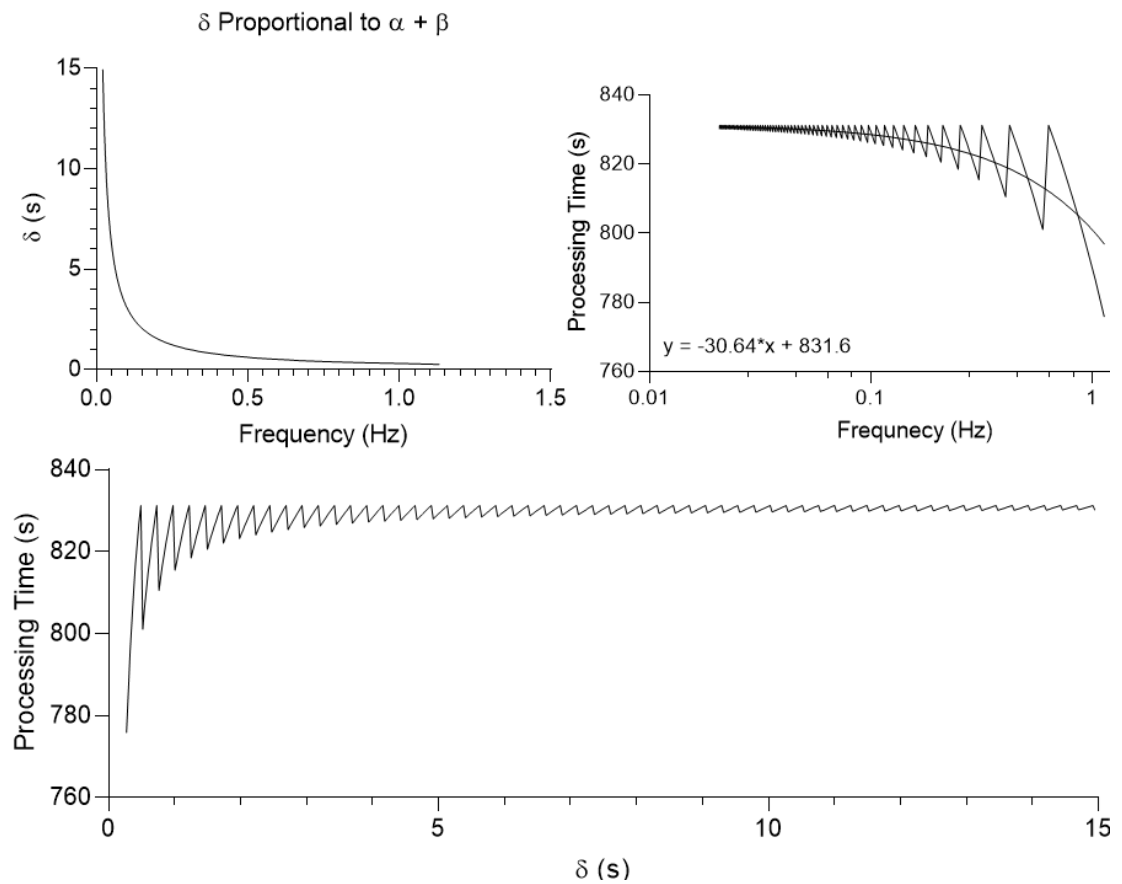 δ Proportional to α + β
15
10
5
0
δ (s)
0.0 0.5 1.0 1.5
Frequency (Hz)
840
820
800
780
760
Processing Time (s)
y = -30.64*x + 831.6
0.01 0.1 1
Frequnecy (Hz)
840
820
800
780
760
Processing Time (s)
0 5 10 15
δ (s)